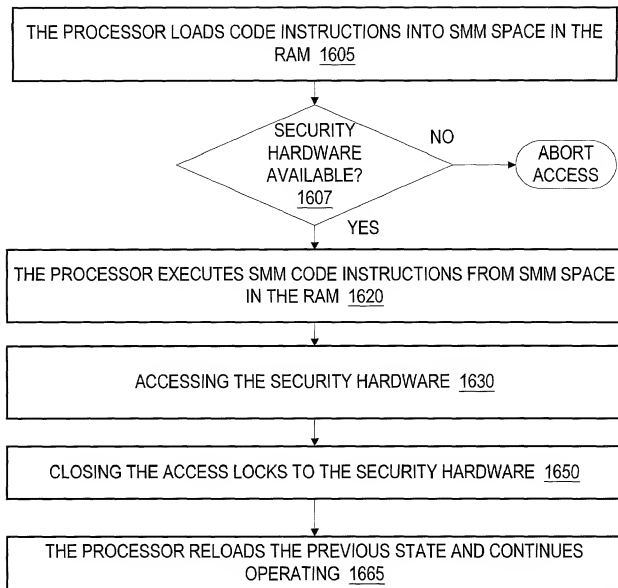 THE PROCESSOR LOADS CODE INSTRUCTIONS INTO SMM SPACE IN THE
RAM 1605
SECURITY
HARDWARE
AVAILABLE?
1607
NO
ABORT
ACCESS
YES
THE PROCESSOR EXECUTES SMM CODE INSTRUCTIONS FROM SMM SPACE
IN THE RAM 1620
ACCESSING THE SECURITY HARDWARE 1630
CLOSING THE ACCESS LOCKS TO THE SECURITY HARDWARE 1650
THE PROCESSOR RELOADS THE PREVIOUS STATE AND CONTINUES
OPERATING 1665